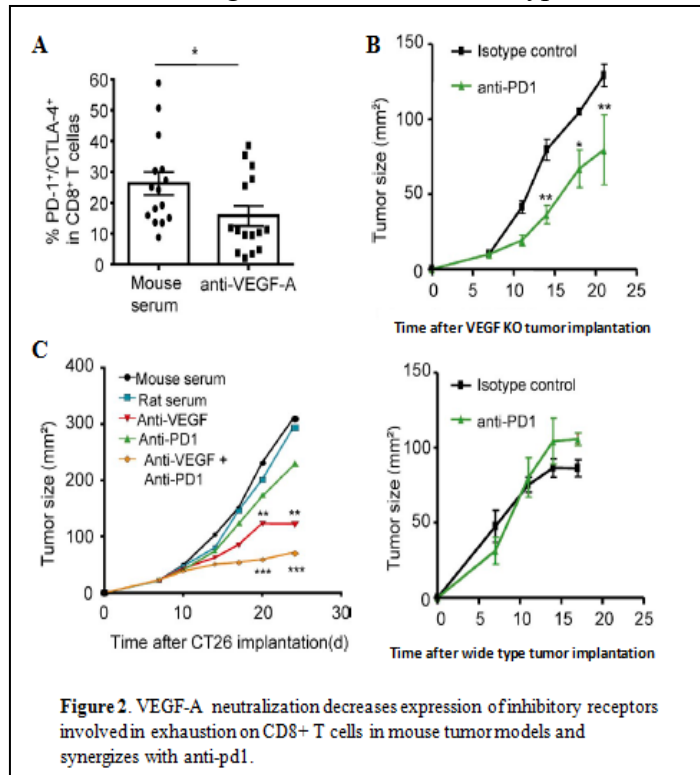 A
*
% PD-1⁺/CTLA-4⁺
in CD8⁺ T cellas
60
50
40
30
20
10
0
Mouse
serum
anti-VEGF-A
B
150
100
50
0
Tumor size (mm²)
Isotype control
anti-PD1
**
*
**
0 5 10 15 20 25
Time after VEGF KO tumor implantation
C
400
300
200
100
0
Tumor size (mm²)
Mouse serum
Rat serum
Anti-VEGF
Anti-PD1
Anti-VEGF +
Anti-PD1
** **
*** ***
0 10 20 30
Time after CT26 implantation(d)
150
100
50
0
Tumor size (mm²)
Isotype control
anti-PD1
0 5 10 15 20 25
Time after wide type tumor implantation
Figure 2. VEGF-A neutralization decreases expression of inhibitory receptors
involved in exhaustion on CD8+ T cells in mouse tumor models and
synergizes with anti-pd1.